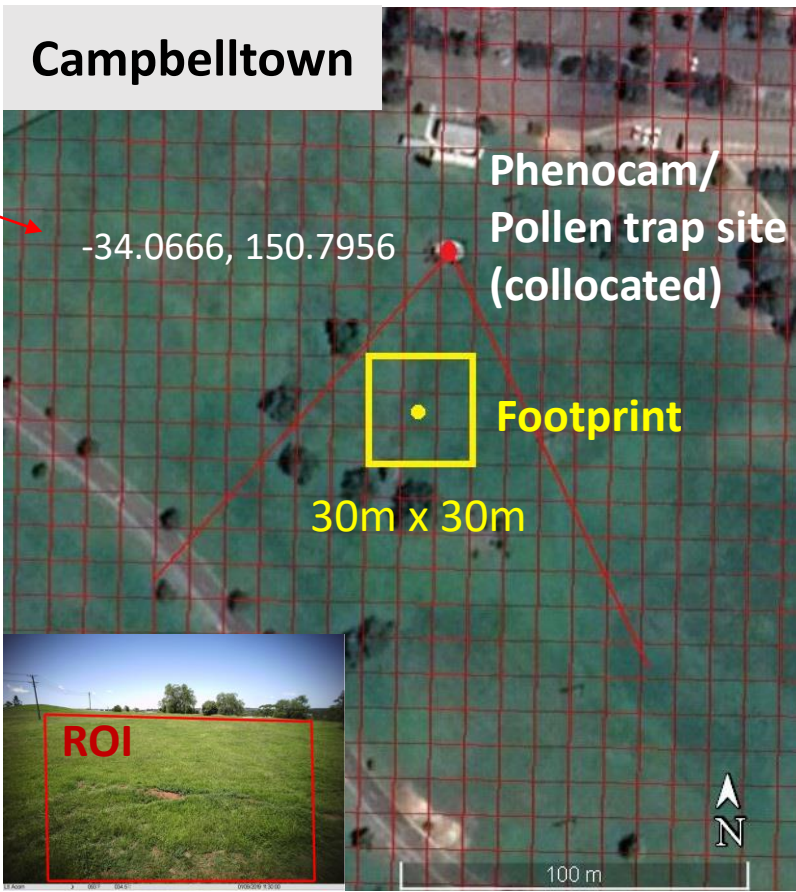 Campbelltown
Phenocam/
Pollen trap site
(collocated)
-34.0666, 150.7956
Footprint
30m x 30m
ROI
N
100 m